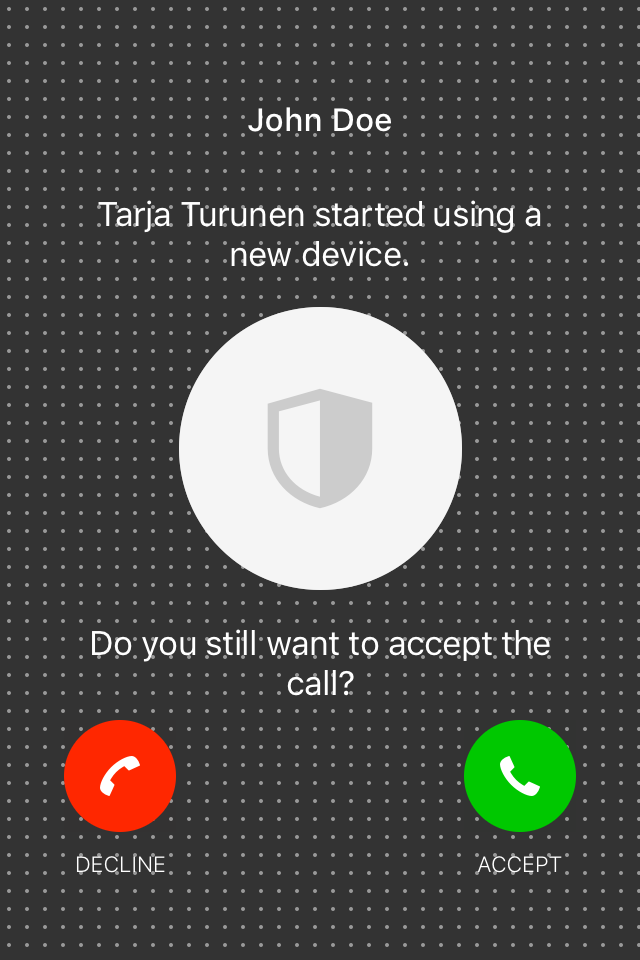 John Doe
Tarja Turunen started using a
new device.
Do you still want to accept the
call?
DECLINE
ACCEPT